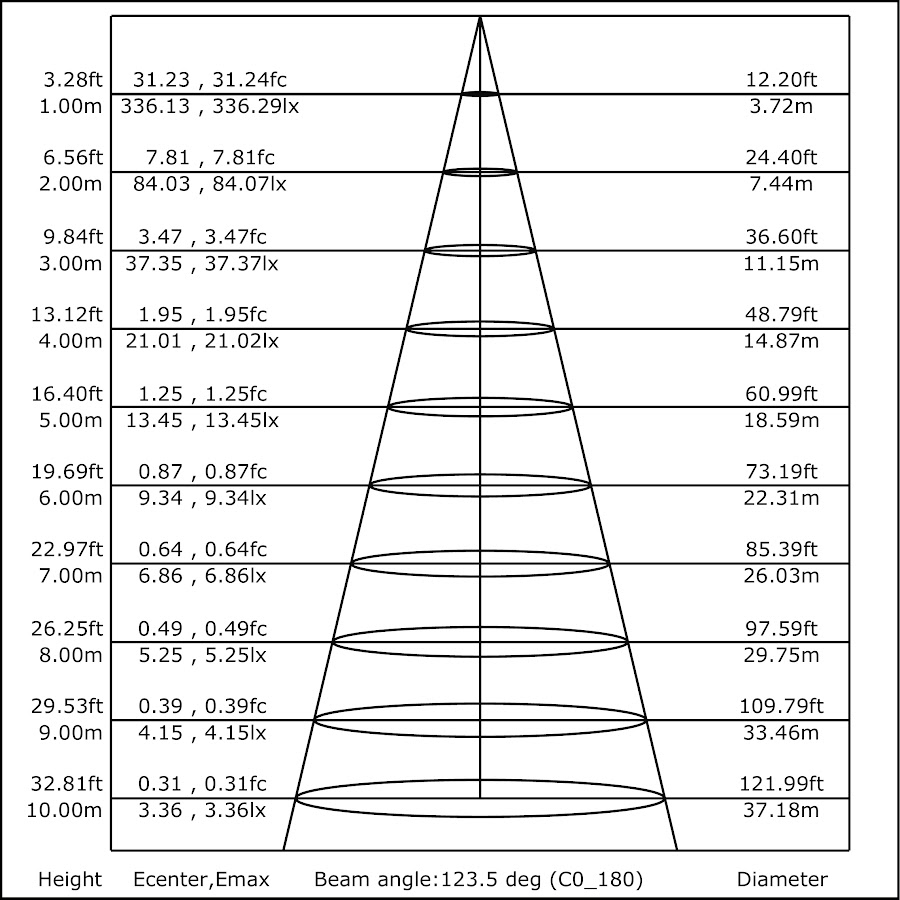 3.28ft 31.23 , 31.24fc 12.20ft
1.00m 336.13 , 336.29lx 3.72m
6.56ft 7.81 , 7.81fc 24.40ft
2.00m 84.03 , 84.07lx 7.44m
9.84ft 3.47 , 3.47fc 36.60ft
3.00m 37.35 , 37.37lx 11.15m
13.12ft 1.95 , 1.95fc 48.79ft
4.00m 21.01 , 21.02lx 14.87m
16.40ft 1.25 , 1.25fc 60.99ft
5.00m 13.45 , 13.45lx 18.59m
19.69ft 0.87 , 0.87fc 73.19ft
6.00m 9.34 , 9.34lx 22.31m
22.97ft 0.64 , 0.64fc 85.39ft
7.00m 6.86 , 6.86lx 26.03m
26.25ft 0.49 , 0.49fc 97.59ft
8.00m 5.25 , 5.25lx 29.75m
29.53ft 0.39 , 0.39fc 109.79ft
9.00m 4.15 , 4.15lx 33.46m
32.81ft 0.31 , 0.31fc 121.99ft
10.00m 3.36 , 3.36lx 37.18m
Height Ecenter,Emax Beam angle:123.5 deg (C0_180) Diameter